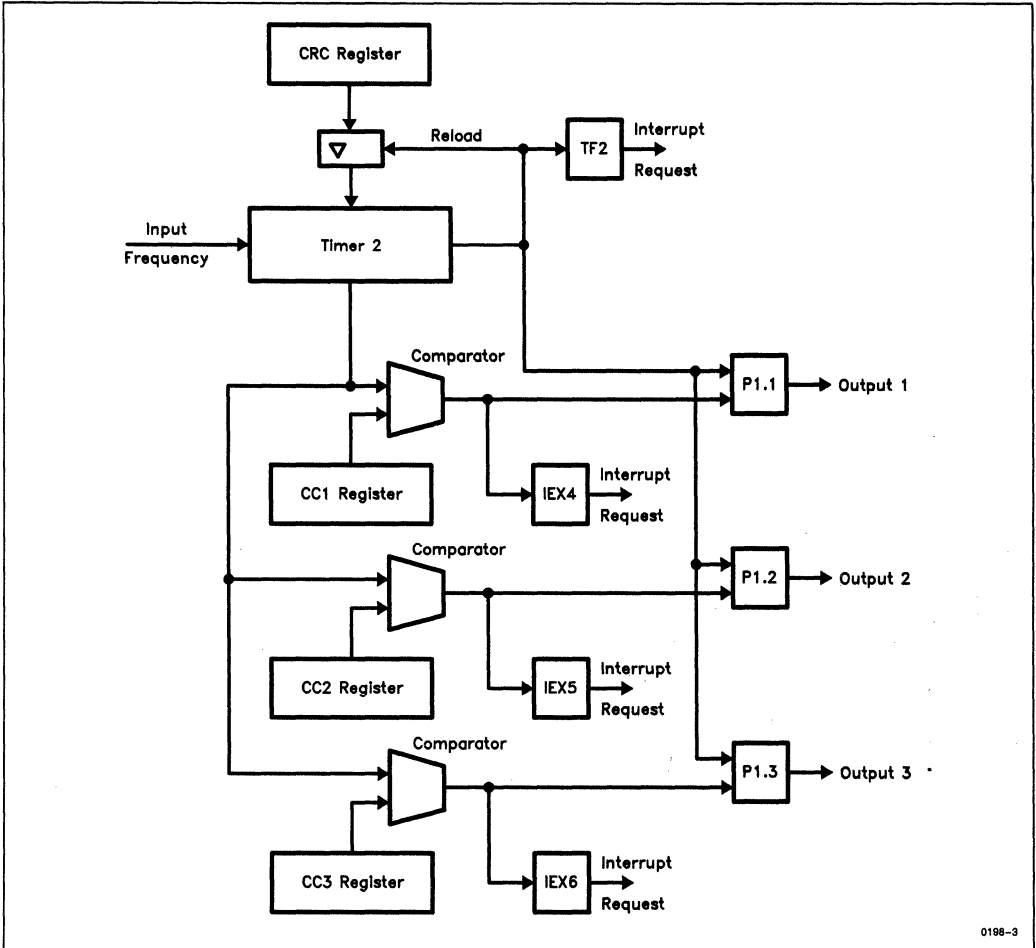 CRC Register
Reload
TF2
Interrupt
Request
Input
Frequency
Timer 2
Comparator
P1.1
Output 1
CC1 Register
IEX4
Interrupt
Request
Comparator
P1.2
Output 2
CC2 Register
IEX5
Interrupt
Request
Comparator
P1.3
Output 3
CC3 Register
IEX6
Interrupt
Request
0198-3